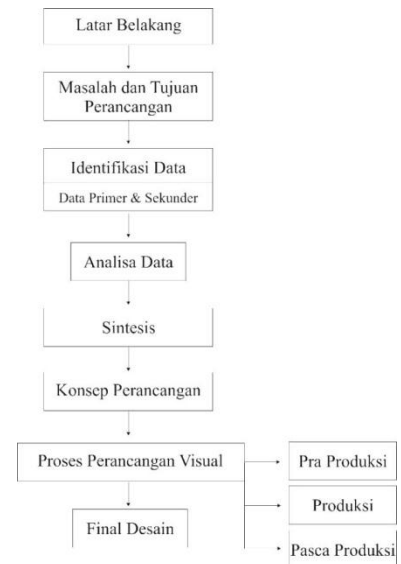 Latar Belakang
Masalah dan Tujuan
Perancangan
Identifikasi Data
Data Primer & Sekunder
Analisa Data
Sintesis
Konsep Perancangan
Proses Perancangan Visual
Pra Produksi
Produksi
Final Desain
Pasca Produksi